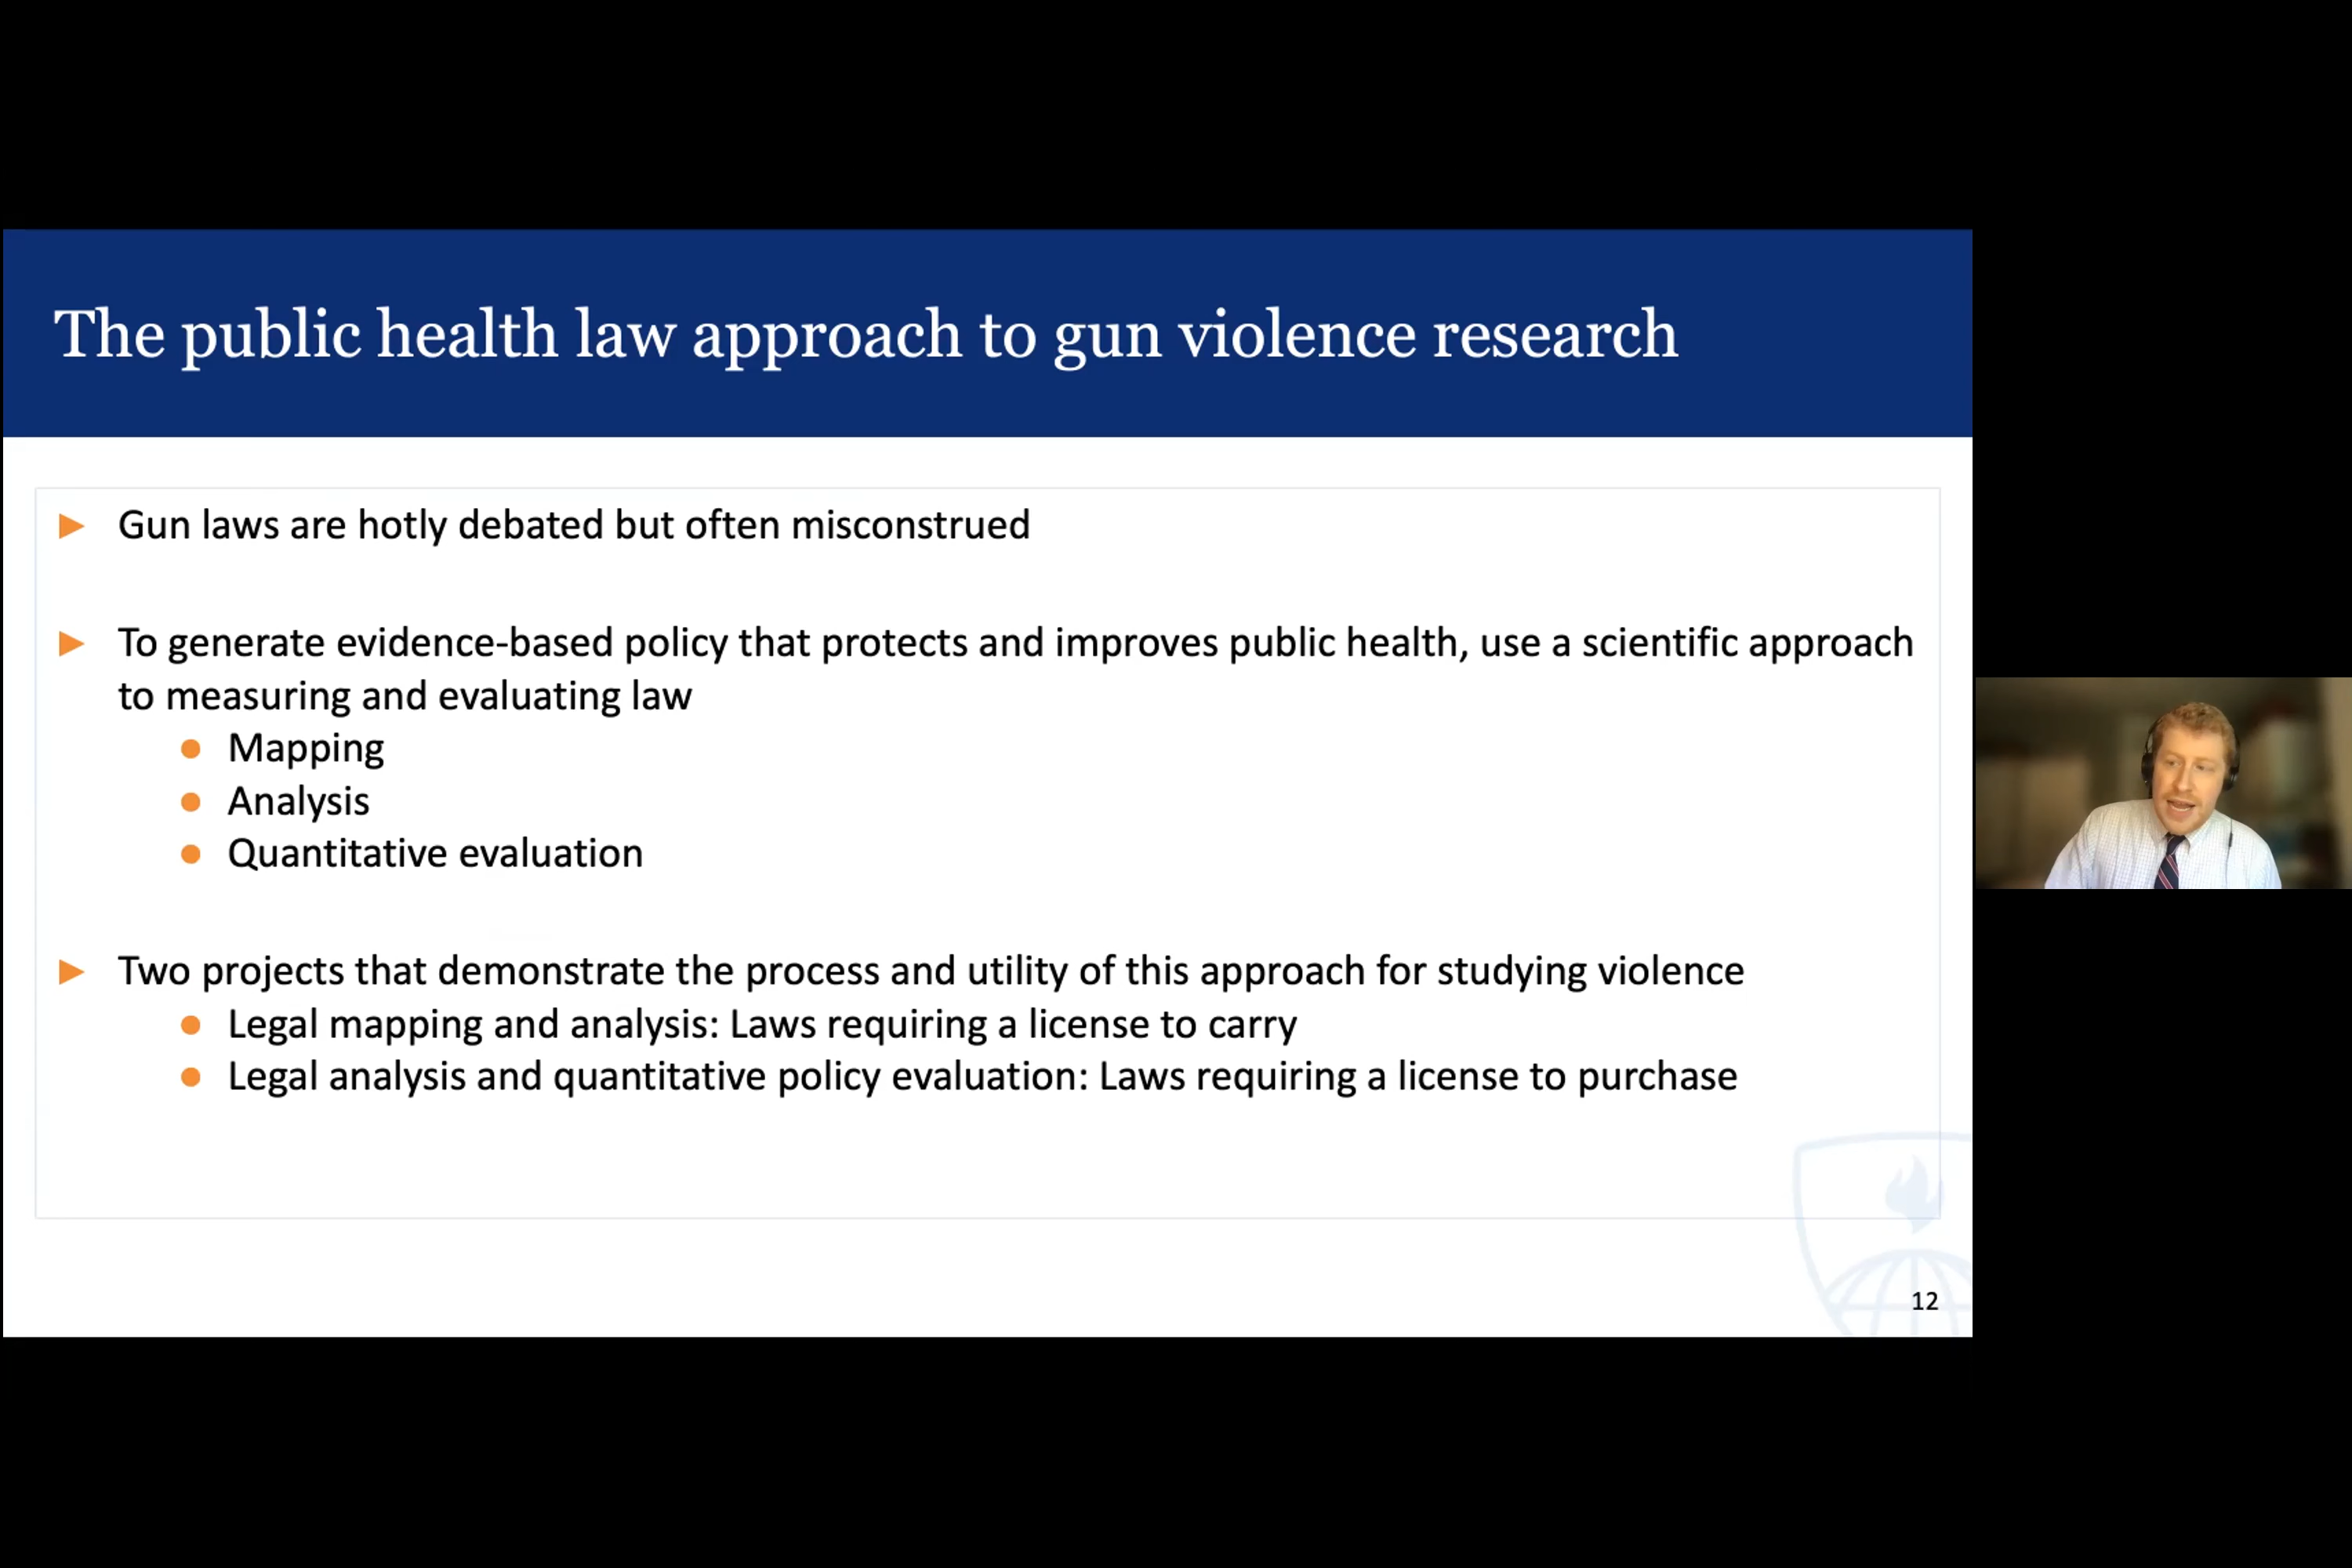 The public health law approach to gun violence research
Gun laws are hotly debated but often misconstrued
To generate evidence-based policy that protects and improves public health, use a scientific approach
to measuring and evaluating law
Mapping
Analysis
Quantitative evaluation
Two projects that demonstrate the process and utility of this approach for studying violence
Legal mapping and analysis: Laws requiring a license to carry
Legal analysis and quantitative policy evaluation: Laws requiring a license to purchase
12